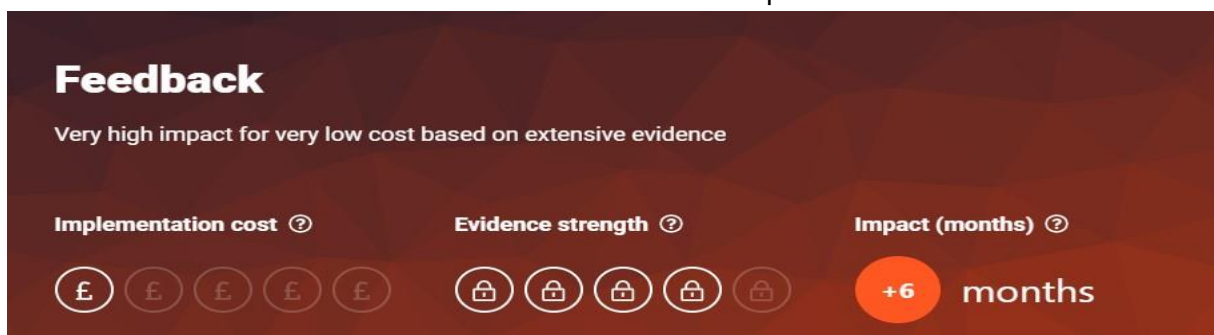 Feedback
Very high impact for very low cost based on extensive evidence
Implementation cost ? Evidence strength ? Impact (months) ?
£ £ £ £ £ +6 months